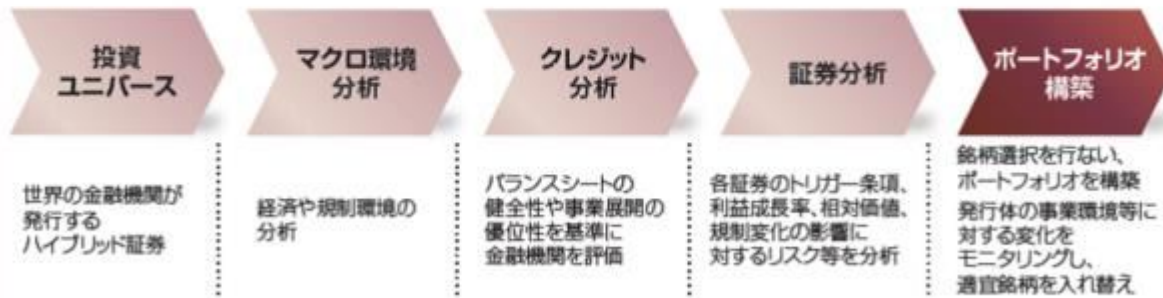 投資
ユニバース
マクロ環境
分析
クレジット
分析
証券分析
ポートフォリオ
構築
世界の金融機関が
発行する
ハイブリッド証券
経済や規制環境の
分析
バランスシートの
健全性や事業展開の
優位性を基準に
金融機関を評価
各証券のトリガー条項、
利益成長率、相対価値、
規制変化の影響に
対するリスク等を分析
銘柄選択を行ない、
ポートフォリオを構築
発行体の事業環境等に
対する変化を
モニタリングし、
適宜銘柄を入れ替え